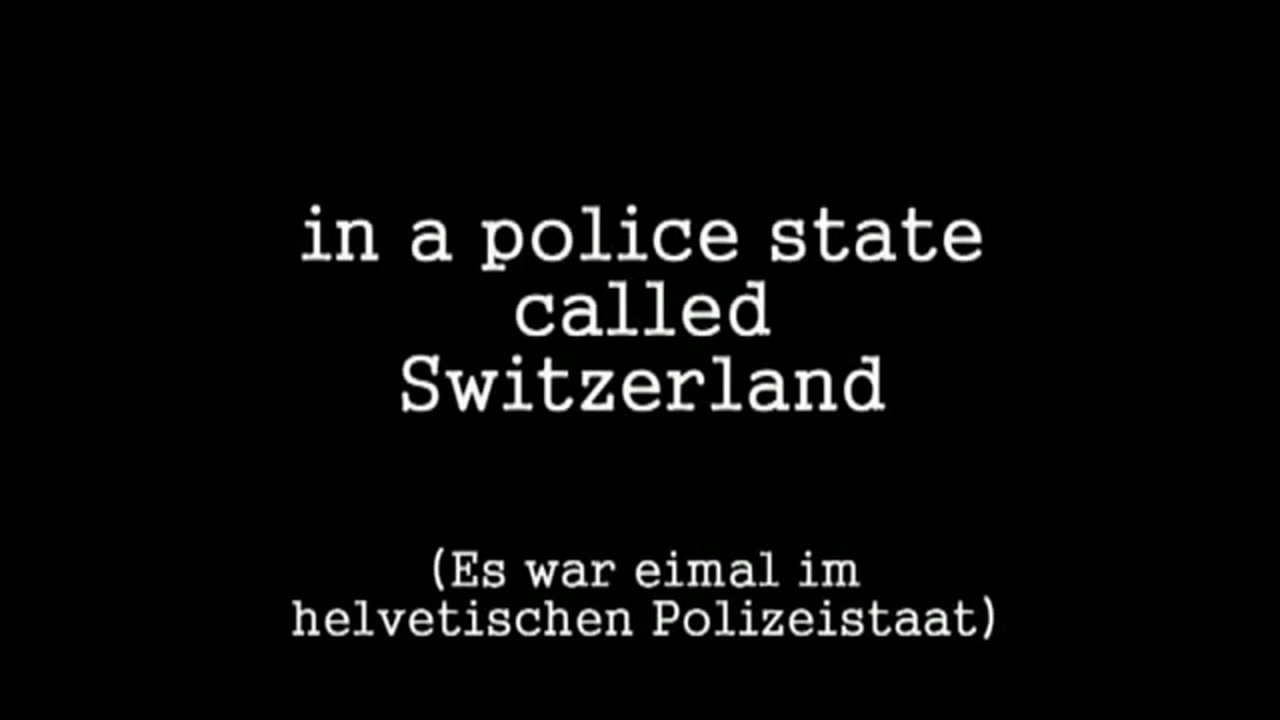 in a police state
called
Switzerland
(Es war eimal im
helvetischen Polizeistaat)